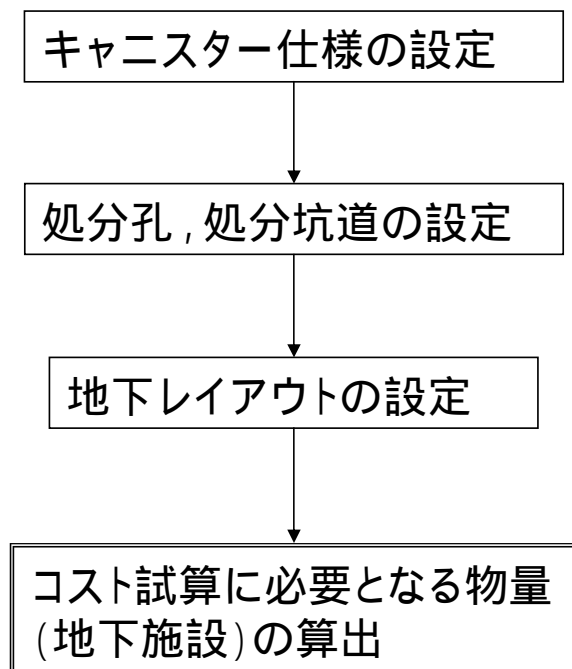 キャニスター仕様の設定
処分孔,処分坑道の設定
地下レイアウトの設定
コスト試算に必要となる物量
(地下施設)の算出